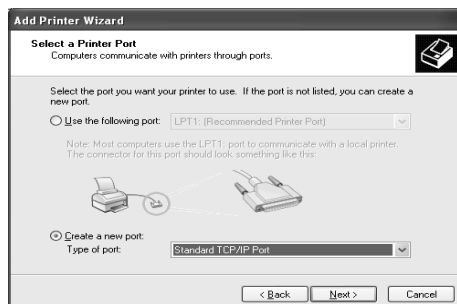 Add Printer Wizard
Select a Printer Port
Computers communicate with printers through ports.
Select the port you want your printer to use. If the port is not listed, you can create a
new port.
Use the following port: LPT1: (Recommended Printer Port)
Note: Most computers use the LPT1: port to communicate with a local printer.
The connector for this port should look something like this:
Create a new port:
Type of port: Standard TCP/IP Port
< Back Next > Cancel